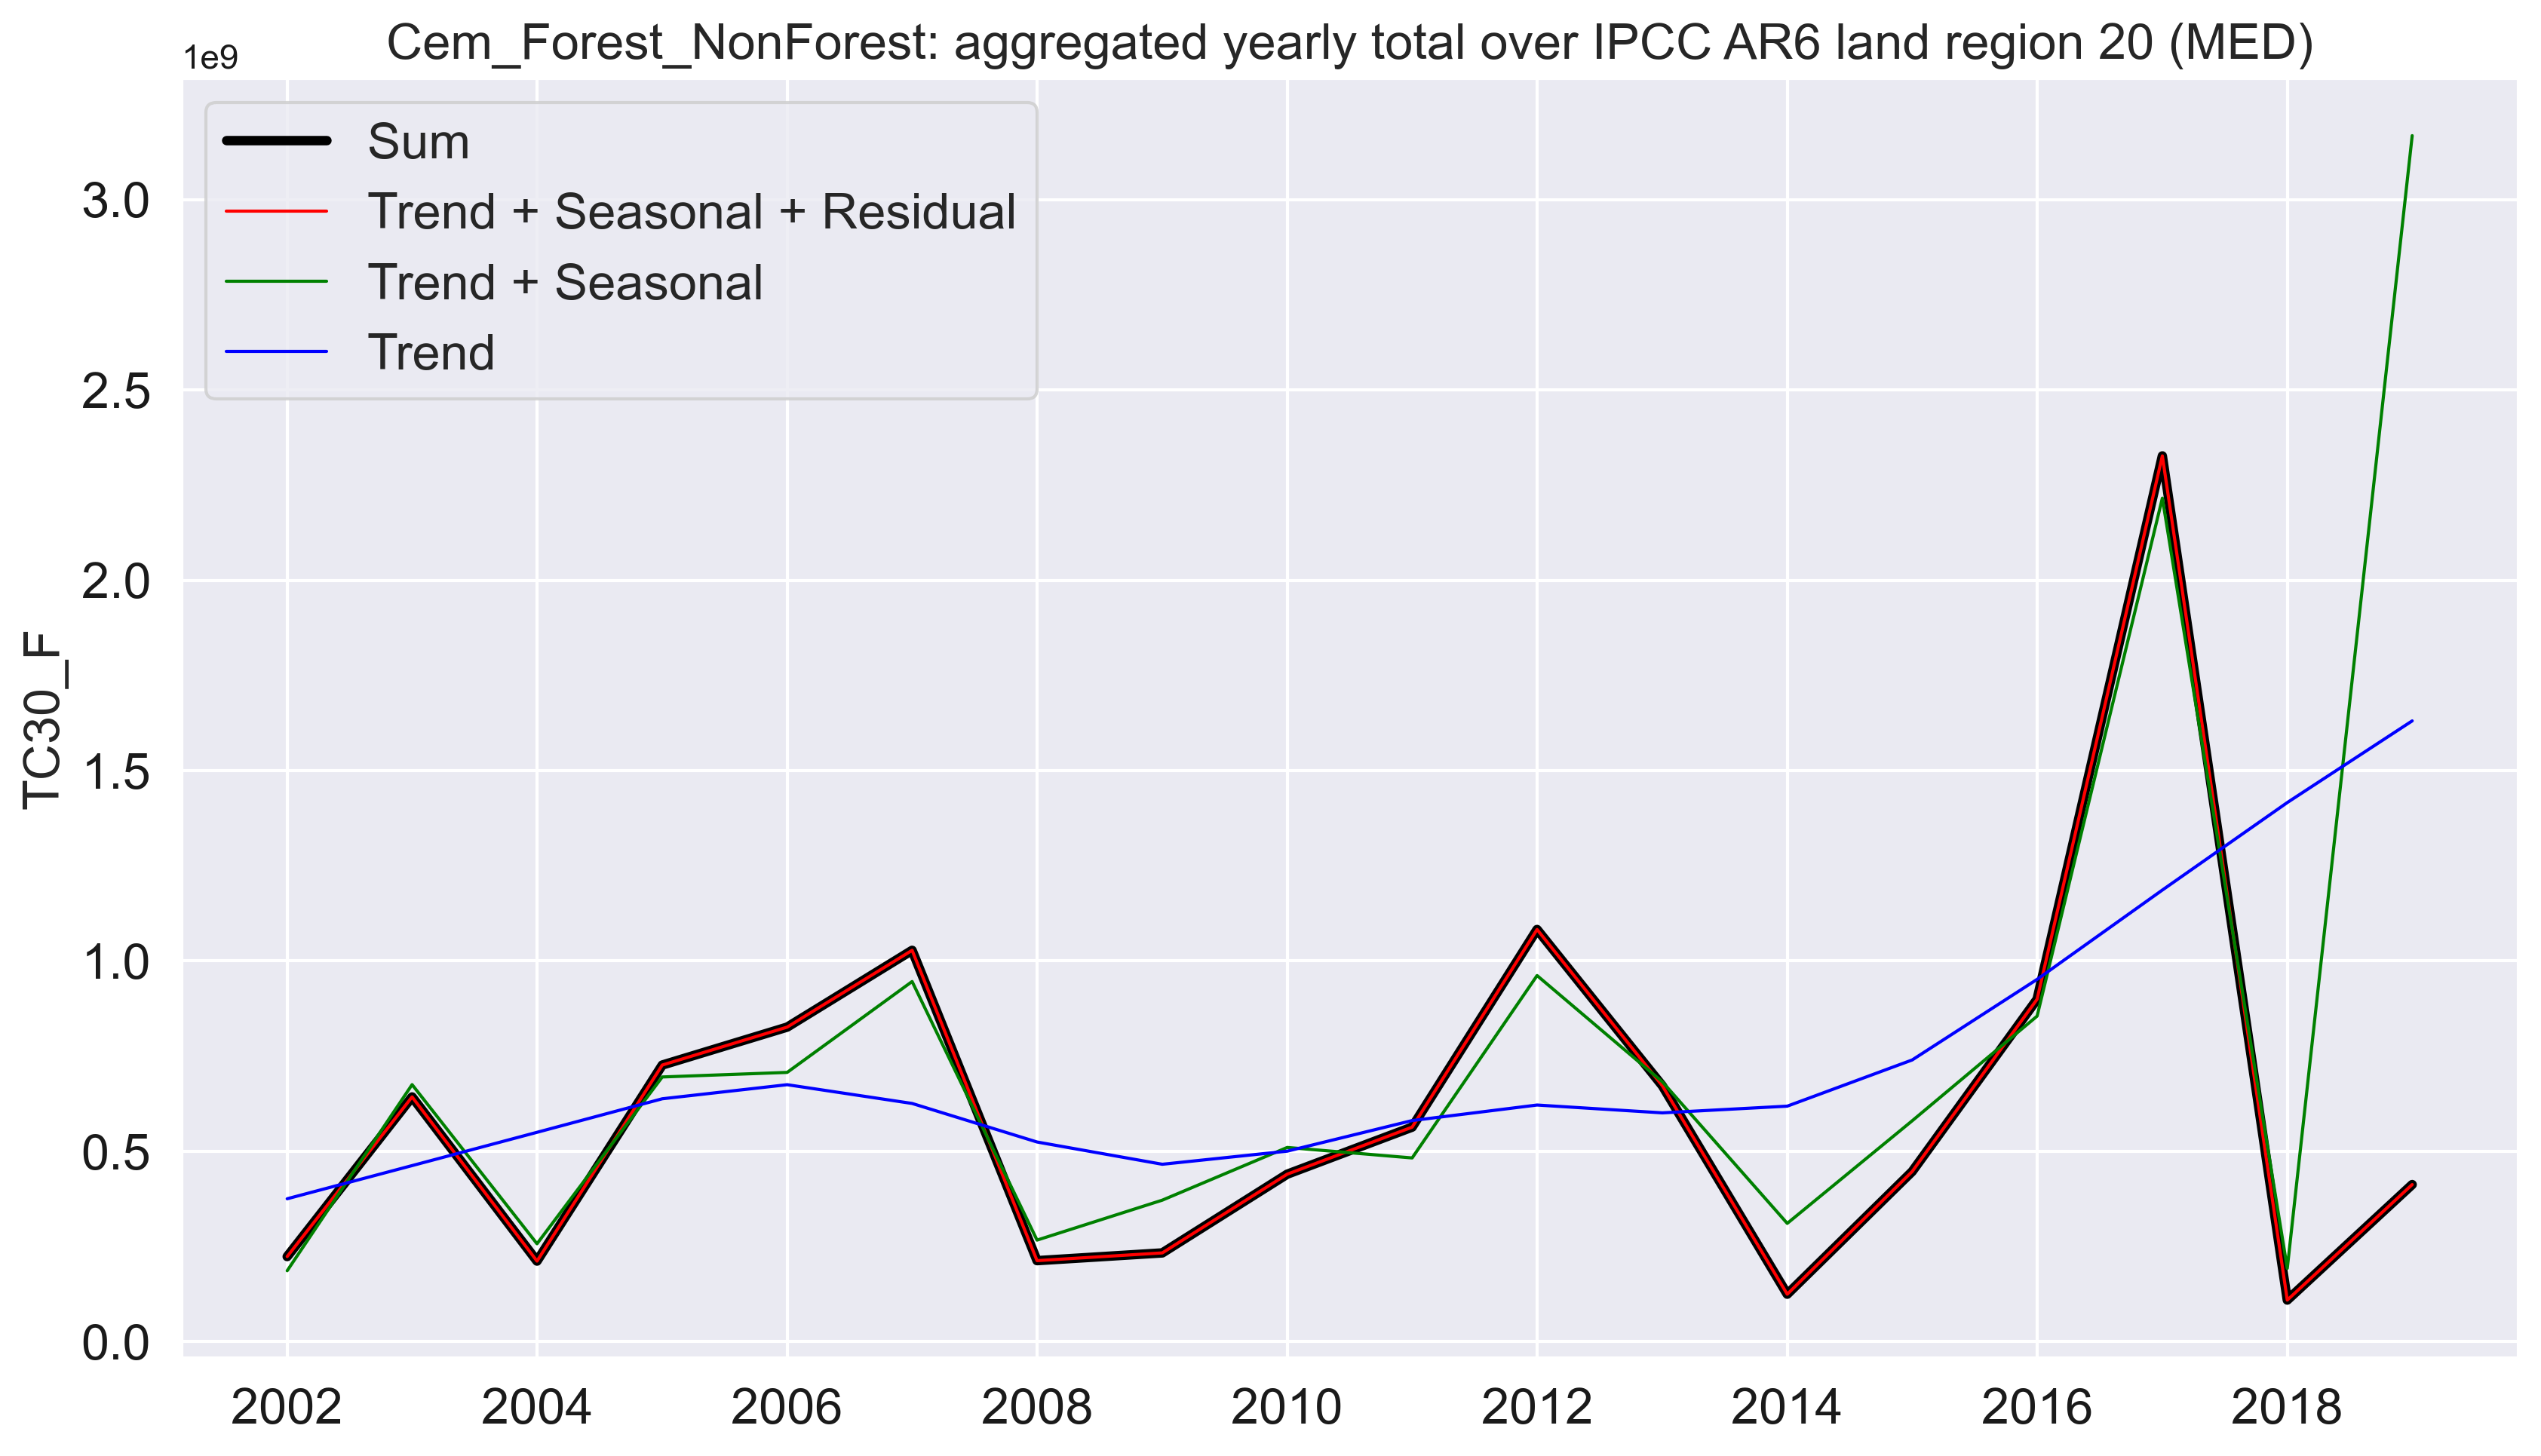 Cem_Forest_NonForest: aggregated yearly total over IPCC AR6 land region 20 (MED)
1e9
Sum
Trend + Seasonal + Residual
Trend + Seasonal
Trend
3.0
2.5
2.0
1.5
1.0
0.5
0.0
TC30_F
2002 2004 2006 2008 2010 2012 2014 2016 2018